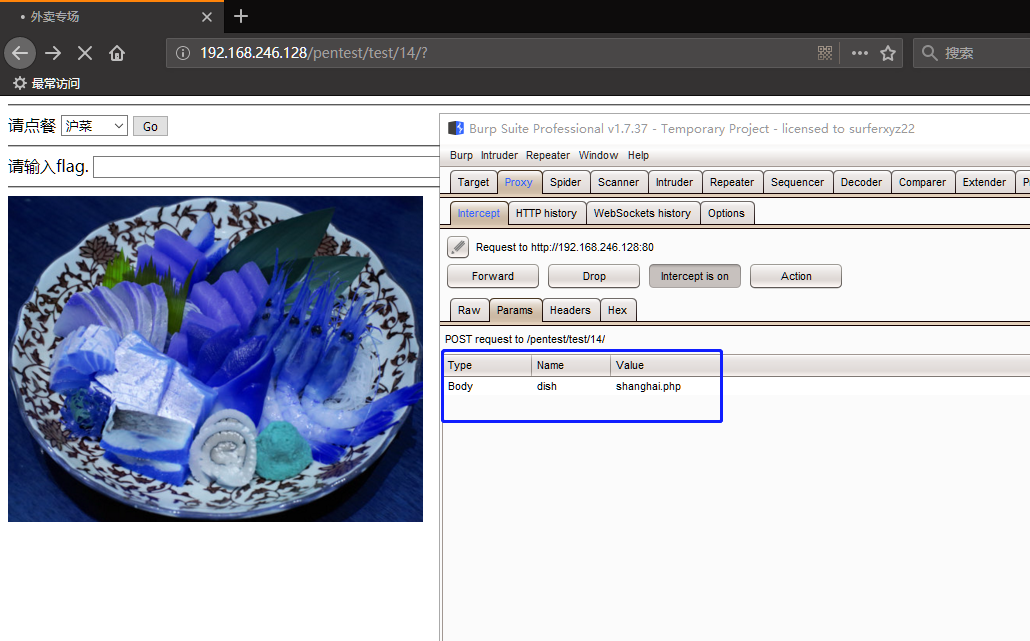 • 外卖专场
192.168.246.128/pentest/test/14/?
搜索
最常访问
请点餐 沪菜 Go
请输入flag.
Burp Suite Professional v1.7.37 - Temporary Project - licensed to surferxyz22
Burp Intruder Repeater Window Help
Target Proxy Spider Scanner Intruder Repeater Sequencer Decoder Comparer Extender P
Intercept HTTP history WebSockets history Options
Request to http://192.168.246.128:80
Forward Drop Intercept is on Action
Raw Params Headers Hex
POST request to /pentest/test/14/
Type Name Value
Body dish shanghai.php